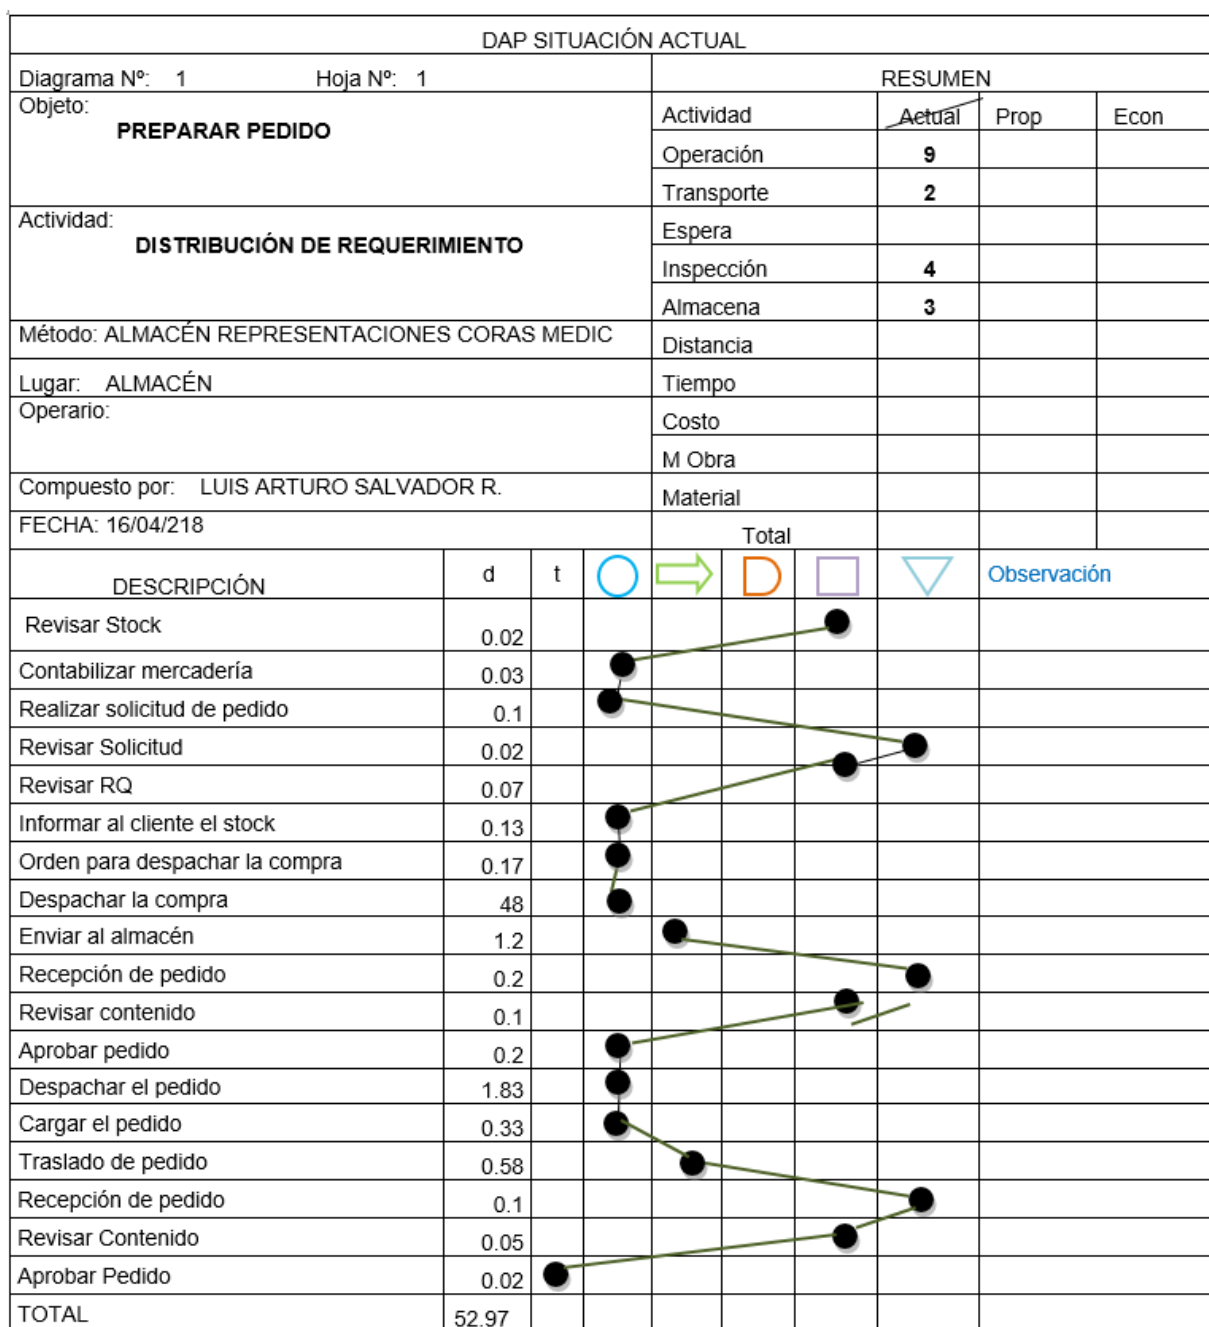 DAP SITUACIÓN ACTUAL
Diagrama Nº: 1 Hoja Nº: 1
RESUMEN
Objeto:
PREPARAR PEDIDO
Actividad Actual Prop Econ
Operación 9
Transporte 2
Actividad:
DISTRIBUCIÓN DE REQUERIMIENTO
Espera
Inspección 4
Almacena 3
Método: ALMACÉN REPRESENTACIONES CORAS MEDIC
Distancia
Lugar: ALMACÉN
Tiempo
Operario:
Costo
M Obra
Compuesto por: LUIS ARTURO SALVADOR R.
Material
FECHA: 16/04/218
Total
DESCRIPCIÓN d t Observación
Revisar Stock 0.02
Contabilizar mercadería 0.03
Realizar solicitud de pedido 0.1
Revisar Solicitud 0.02
Revisar RQ 0.07
Informar al cliente el stock 0.13
Orden para despachar la compra 0.17
Despachar la compra 48
Enviar al almacén 1.2
Recepción de pedido 0.2
Revisar contenido 0.1
Aprobar pedido 0.2
Despachar el pedido 1.83
Cargar el pedido 0.33
Traslado de pedido 0.58
Recepción de pedido 0.1
Revisar Contenido 0.05
Aprobar Pedido 0.02
TOTAL 52.97